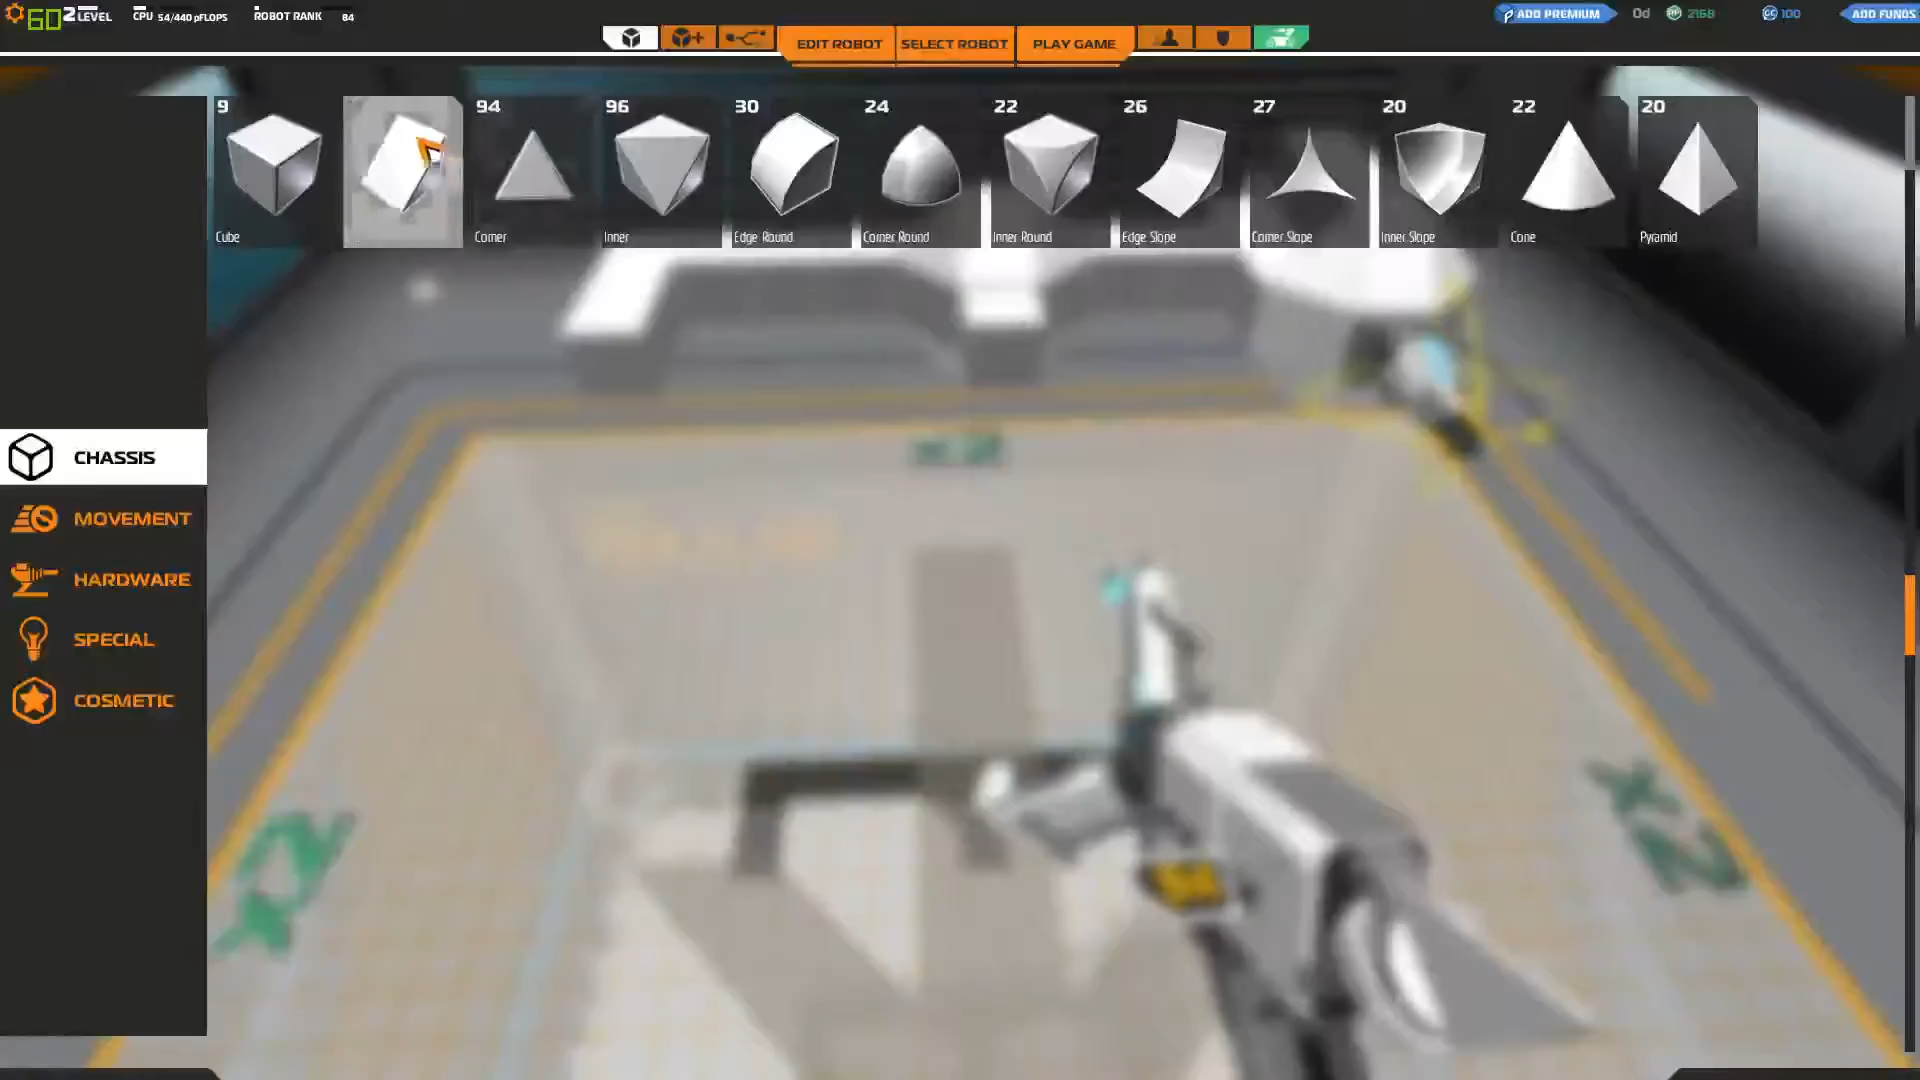 60 2 LEVEL CPU 54/440 pFLOPS ROBOT RANK 84
ADD PREMIUM 0d 2168 GC 100 ADD FUNDS
EDIT ROBOT SELECT ROBOT PLAY GAME
9 94 96 30 24 22 26 27 20 22 20
Cube Corner Inner Edge Round Corner Round Inner Round Edge Slope Corner Slope Inner Slope Cone Pyramid
CHASSIS
MOVEMENT
HARDWARE
SPECIAL
COSMETIC